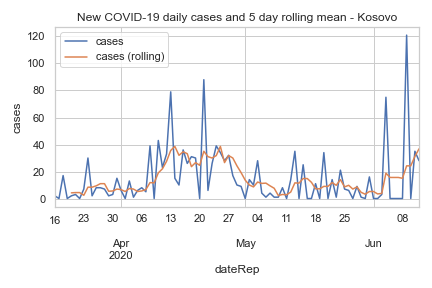 New COVID-19 daily cases and 5 day rolling mean - Kosovo
cases
cases (rolling)
cases
120
100
80
60
40
20
0
16 23 30 06 13 20 27 04 11 18 25 08
Apr May Jun
2020
dateRep